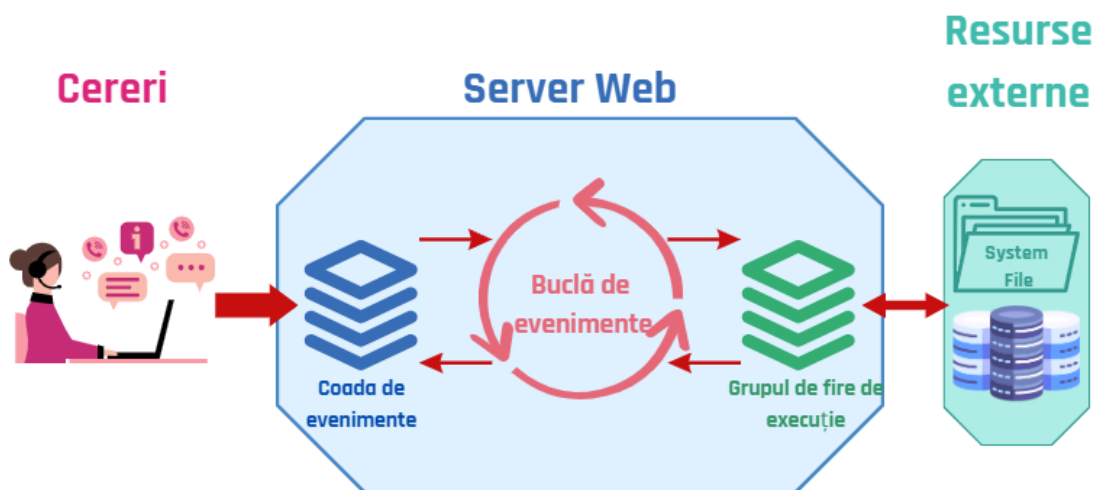 Cereri
Server Web
Resurse
externe
Buclă de
evenimente
Coada de
evenimente
Grupul de fire de
execuție
System
File